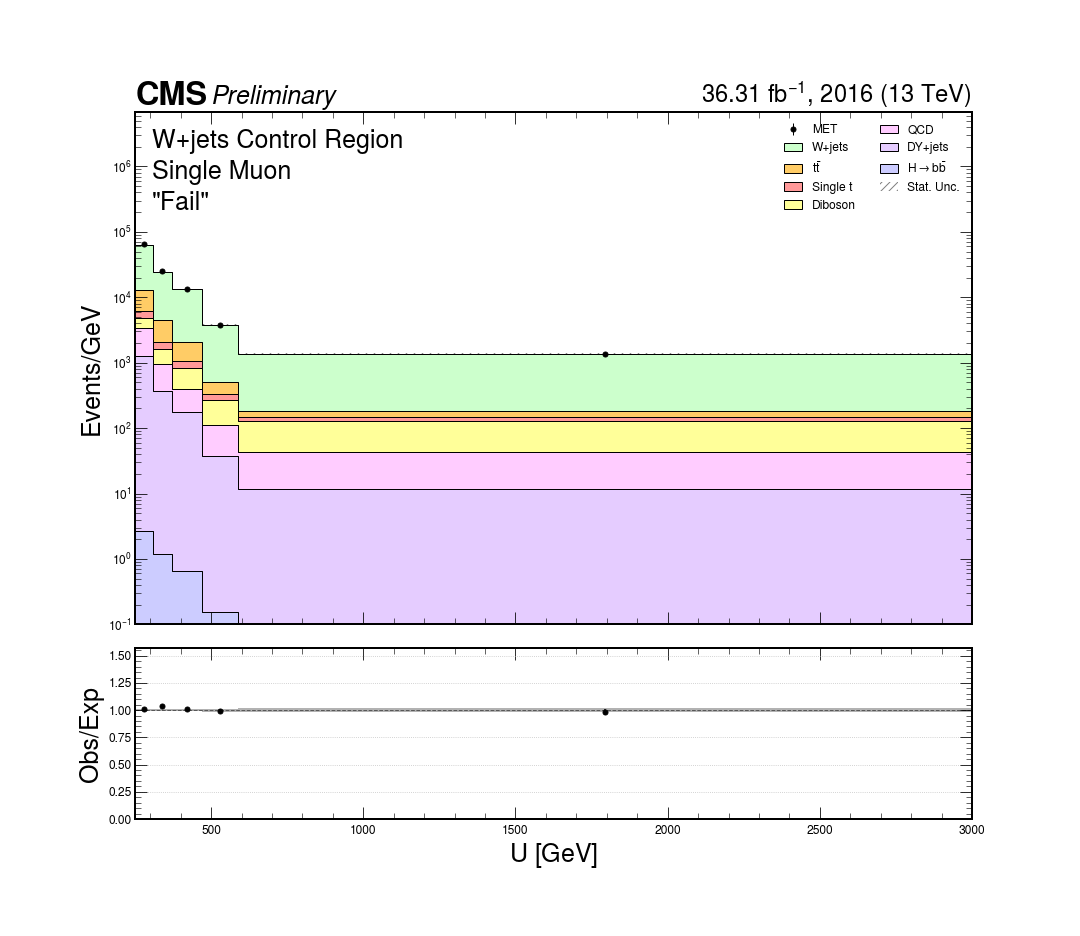 CMS Preliminary
36.31 fb⁻¹, 2016 (13 TeV)
W+jets Control Region
Single Muon
"Fail"
MET
W+jets
tt̄
Single t
Diboson
QCD
DY+jets
H→bb̄
Stat. Unc.
Events/GeV
10⁶
10⁵
10⁴
10³
10²
10¹
10⁰
10⁻¹
Obs/Exp
1.50
1.25
1.00
0.75
0.50
0.25
0.00
500 1000 1500 2000 2500 3000
U [GeV]